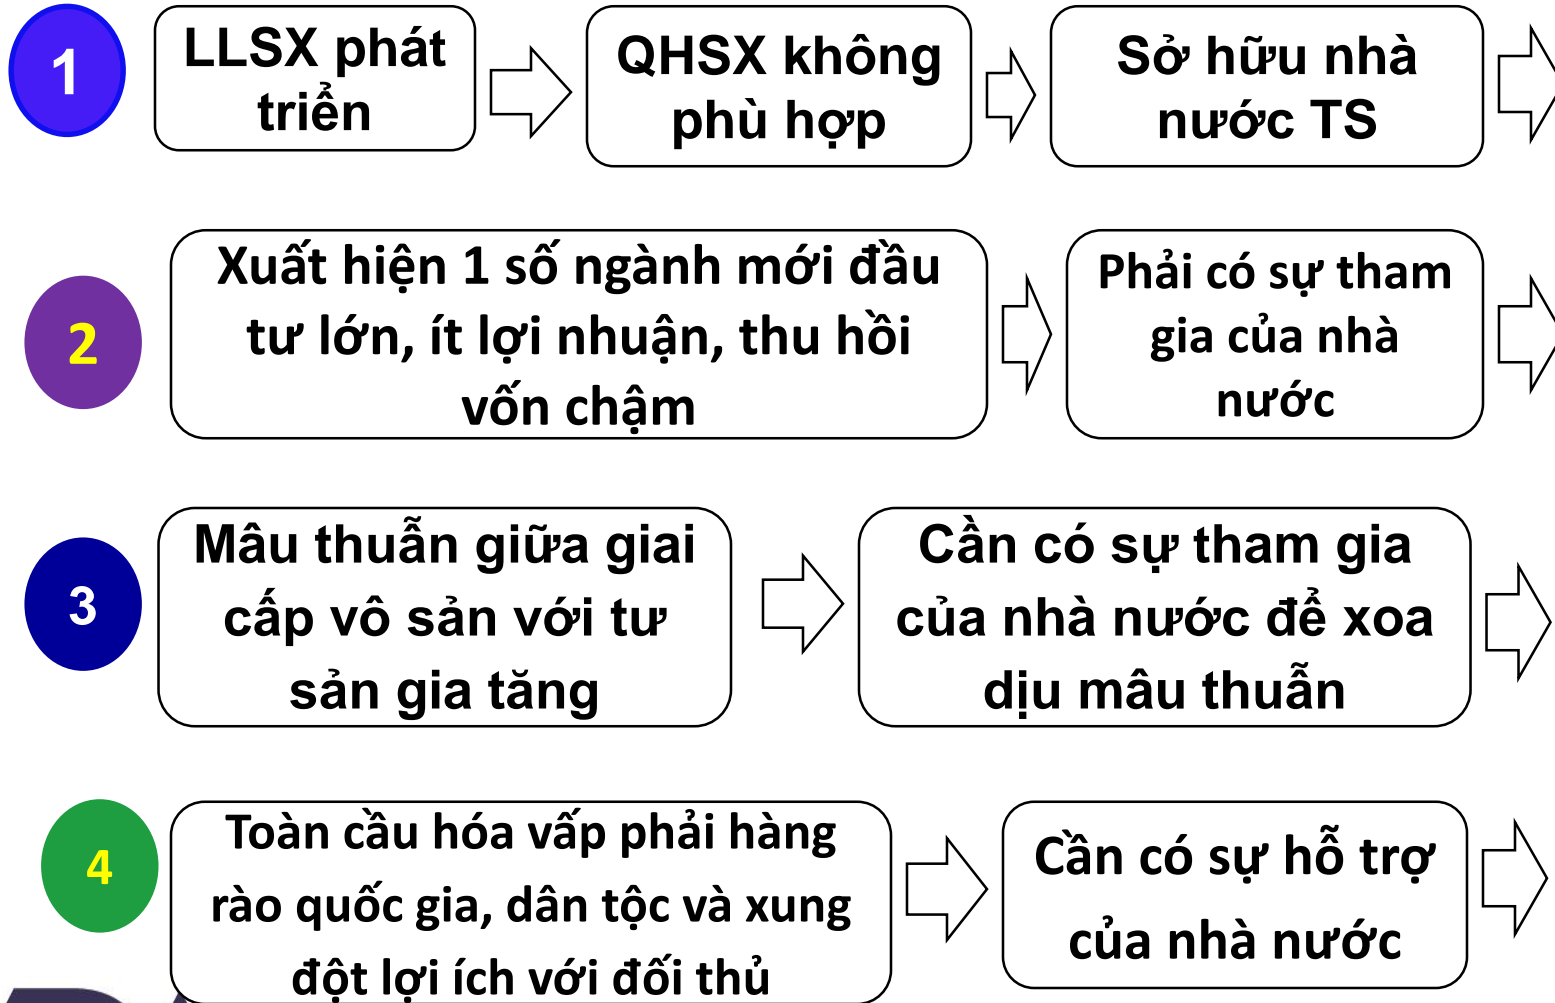 1
LLSX phát
triển
QHSX không
phù hợp
Sở hữu nhà
nước TS
2
Xuất hiện 1 số ngành mới đầu
tư lớn, ít lợi nhuận, thu hồi
vốn chậm
Phải có sự tham
gia của nhà
nước
3
Mâu thuẫn giữa giai
cấp vô sản với tư
sản gia tăng
Cần có sự tham gia
của nhà nước để xoa
dịu mâu thuẫn
4
Toàn cầu hóa vấp phải hàng
rào quốc gia, dân tộc và xung
đột lợi ích với đối thủ
Cần có sự hỗ trợ
của nhà nước